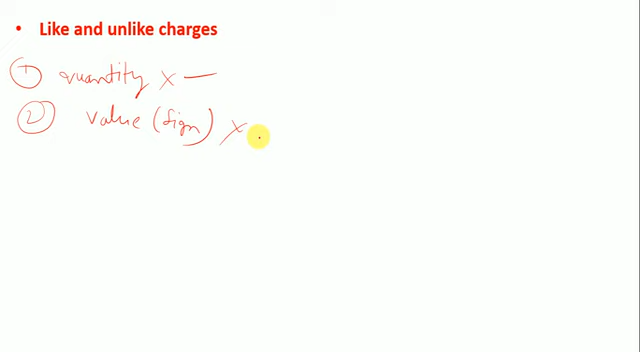 • Like and unlike charges
① quantity x —
② value (sign) x